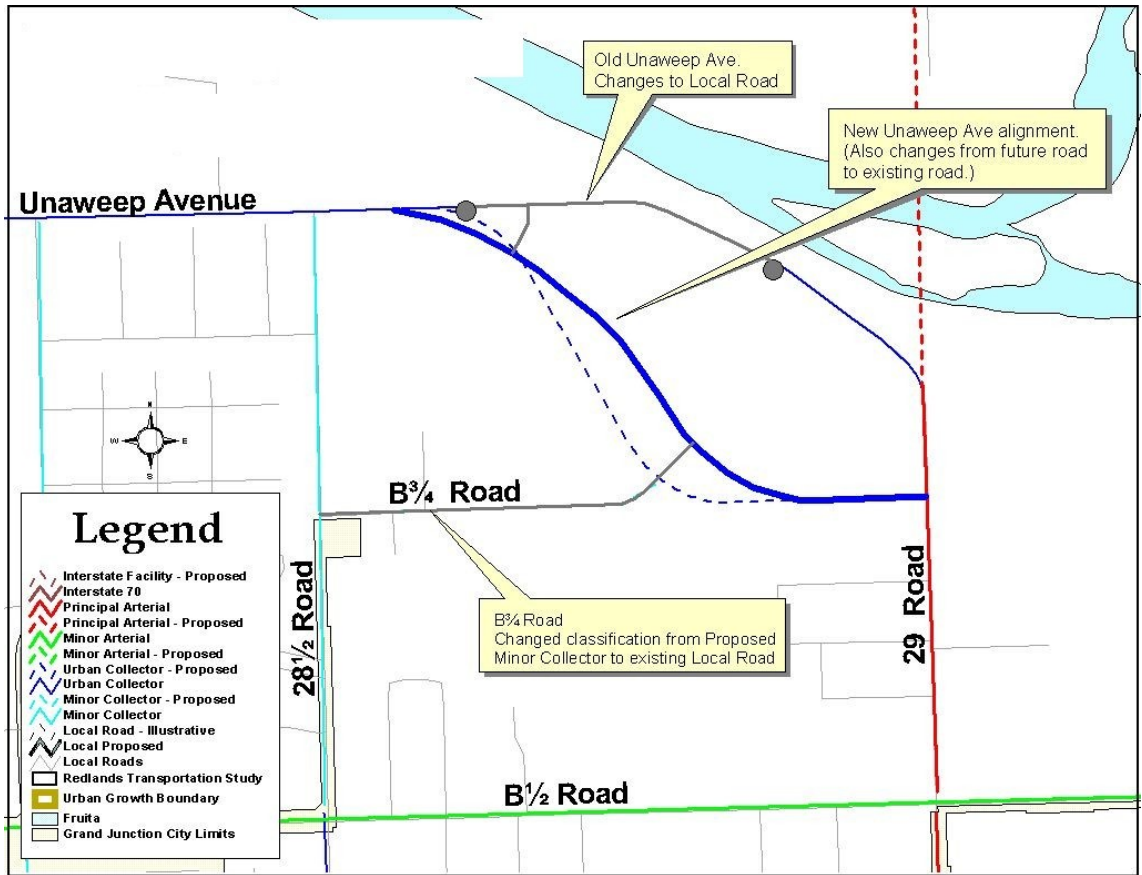 Old Unaweep Ave.
Changes to Local Road
New Unaweep Ave alignment.
(Also changes from future road
to existing road.)
Unaweep Avenue
N
W
E
S
B¾ Road
28½ Road
29 Road
B¾ Road
Changed classification from Proposed
Minor Collector to existing Local Road
B½ Road
Legend
Interstate Facility - Proposed
Interstate 70
Principal Arterial
Principal Arterial - Proposed
Minor Arterial
Minor Arterial - Proposed
Urban Collector - Proposed
Urban Collector
Minor Collector - Proposed
Minor Collector
Local Road - Illustrative
Local Proposed
Local Roads
Redlands Transportation Study
Urban Growth Boundary
Fruita
Grand Junction City Limits